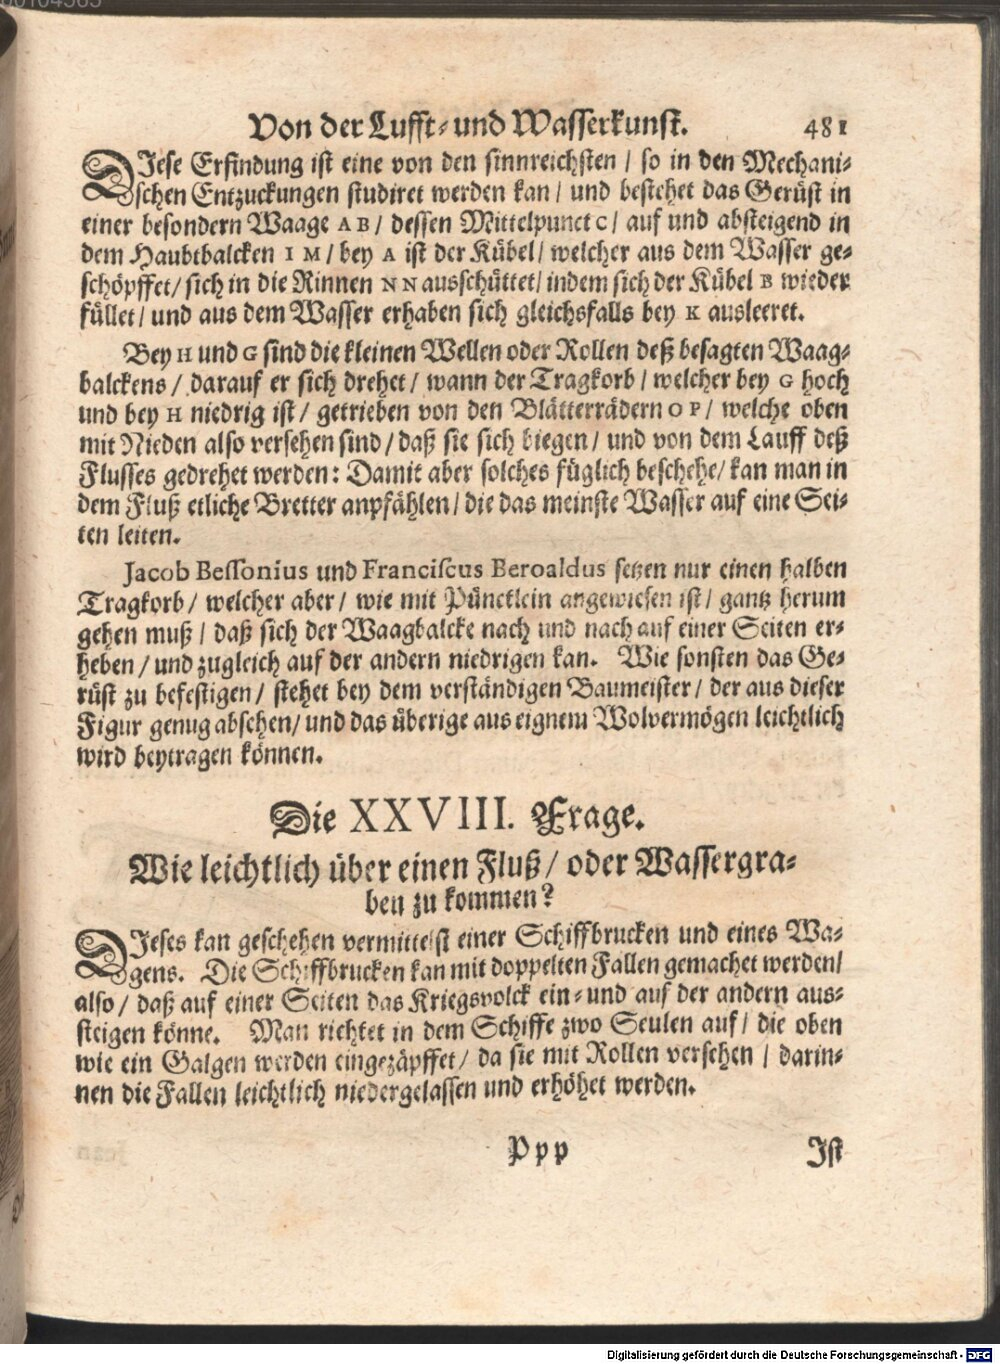 Von der Lufft- und Wasserkunst. 481
DJese Erfindung ist eine von den sinnreichsten / so in den Mechani-
schen Entzuckungen studiret werden kan / und bestehet das Gerüst in
einer besondern Waage A B / dessen Mittelpunct C / auf und absteigend in
dem Haubtbalcken I M / bey A ist der Kübel / welcher aus dem Wasser ge-
schöpffet / sich in die Rinnen N N ausschüttet / indem sich der Kübel B wieder
füllet / und aus dem Wasser erhaben sich gleichsfalls bey K ausleeret.
Bey H und G sind die kleinen Wellen oder Rollen deß besagten Waag-
balckens / darauf er sich drehet / wann der Tragkorb / welcher bey G hoch
und bey H niedrig ist / getrieben von den Blätterrädern O P / welche oben
mit Nieden also versehen sind / daß sie sich biegen / und von dem Lauff deß
Flusses gedrehet werden: Damit aber solches füglich beschehe / kan man in
dem Fluß etliche Bretter anpfählen / die das meinste Wasser auf eine Sei-
ten leiten.
Jacob Bessonius und Franciscus Beroaldus setzen nur einen halben
Tragkorb / welcher aber / wie mit Püncklein angewiesen ist / gantz herum
gehen muß / daß sich der Waagbalcke nach und nach auf einer Seiten er-
heben / und zugleich auf der andern niedrigen kan. Wie sonsten das Ge-
rüst zu befestigen / stehet bey dem verständigen Baumeister / der aus dieser
Figur genug absehen / und das überige aus eignem Wolvermögen leichtlich
wird beytragen können.
Die XXVIII. Frage.
Wie leichtlich über einen Fluß / oder Wassergra-
ben zu kommen?
DJeses kan geschehen vermittelst einer Schiffbrucken und eines Wa-
gens. Die Schiffbrucken kan mit doppelten Fallen gemachet werden /
also / daß auf einer Seiten das Kriegsvolck ein- und auf der andern aus-
steigen könne. Man richtet in dem Schiffe zwo Seulen auf / die oben
wie ein Galgen werden eingezäpffet / da sie mit Rollen versehen / darin-
nen die Fallen leichtlich niedergelassen und erhöhet werden.
Ppp Jst
Digitalisierung gefördert durch die Deutsche Forschungsgemeinschaft - DFG